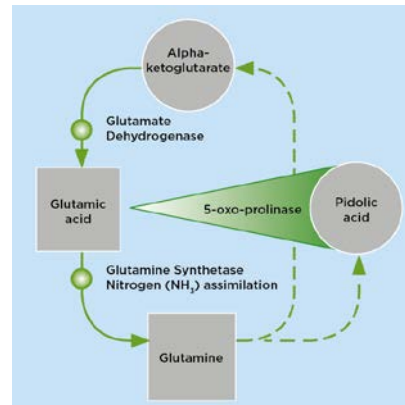 Alpha-
ketoglutarate
Glutamate
Dehydrogenase
Glutamic
acid
5-oxo-prolinase
Pidolic
acid
Glutamine Synthetase
Nitrogen (NH₃) assimilation
Glutamine